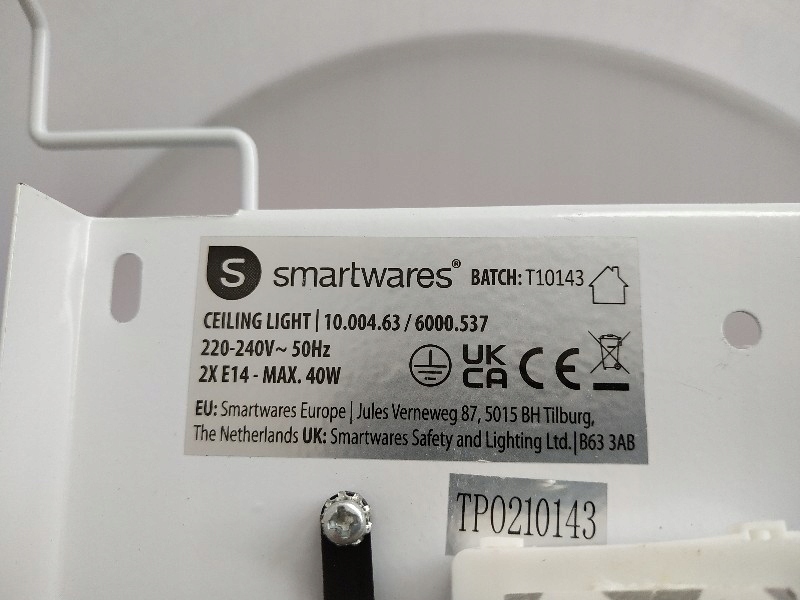 S smartwares® BATCH: T10143
CEILING LIGHT | 10.004.63 / 6000.537
220-240V~ 50Hz
2X E14 - MAX. 40W
UK
CA CE
EU: Smartwares Europe | Jules Verneweg 87, 5015 BH Tilburg,
The Netherlands UK: Smartwares Safety and Lighting Ltd. | B63 3AB
TP0210143